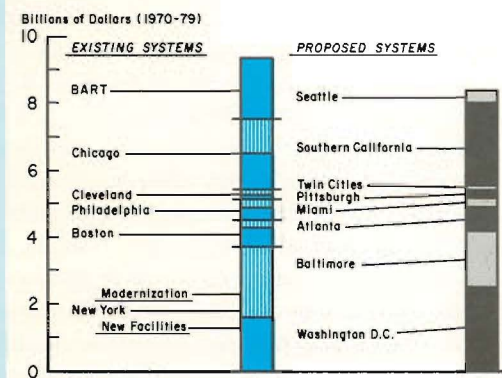 Billions of Dollars (1970-79)
10
8
6
4
2
0
EXISTING SYSTEMS
BART
Chicago
Cleveland
Philadelphia
Boston
Modernization
New York
New Facilities
PROPOSED SYSTEMS
Seattle
Southern California
Twin Cities
Pittsburgh
Miami
Atlanta
Baltimore
Washington D.C.